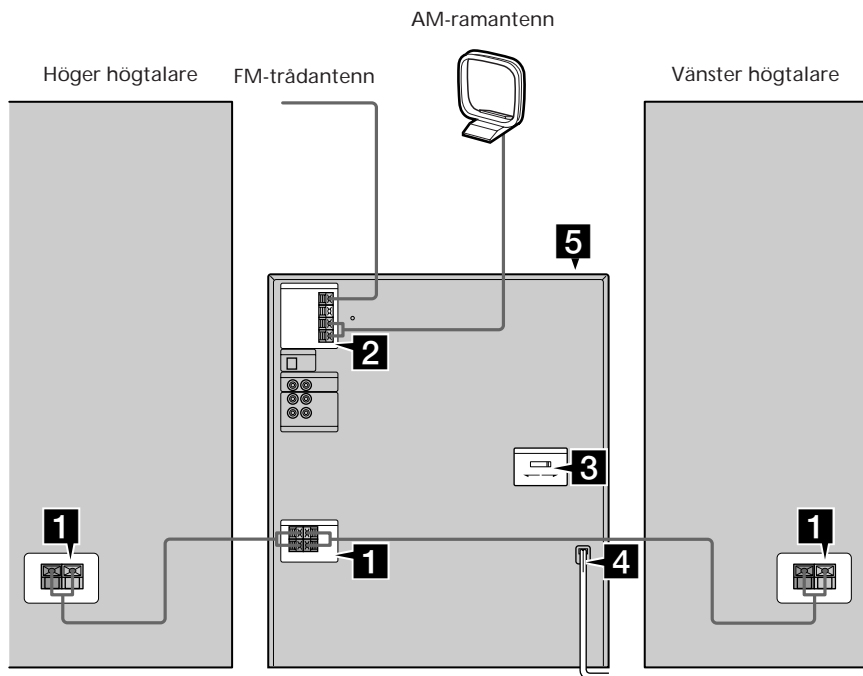 AM-ramantenn
Höger högtalare
FM-trådantenn
Vänster högtalare
5
2
3
1
1
1
4